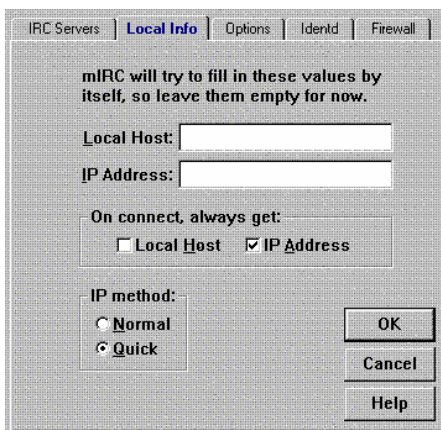 IRC Servers Local Info Options Identd Firewall
mIRC will try to fill in these values by
itself, so leave them empty for now.
Local Host:
IP Address:
On connect, always get:
Local Host IP Address
IP method:
Normal
Quick
OK
Cancel
Help